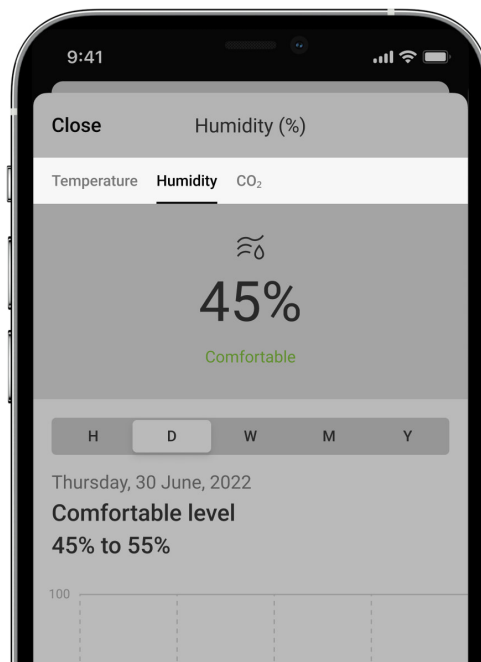 9:41
Close Humidity (%)
Temperature Humidity CO₂
45%
Comfortable
H D W M Y
Thursday, 30 June, 2022
Comfortable level
45% to 55%
100